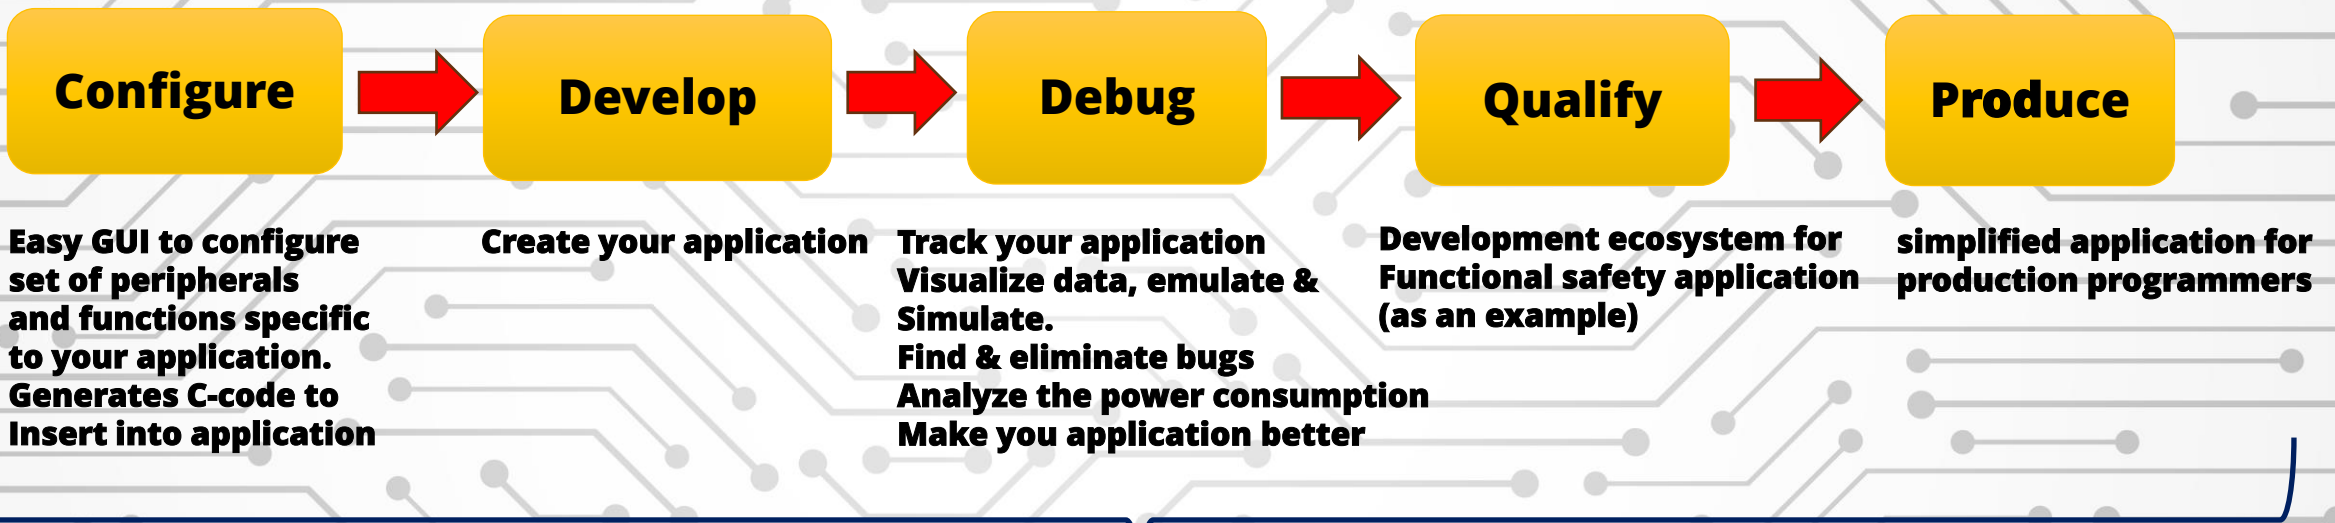 Configure
Develop
Debug
Qualify
Produce
Easy GUI to configure
set of peripherals
and functions specific
to your application.
Generates C-code to
Insert into application
Create your application
Track your application
Visualize data, emulate &
Simulate.
Find & eliminate bugs
Analyze the power consumption
Make you application better
Development ecosystem for
Functional safety application
(as an example)
simplified application for
production programmers